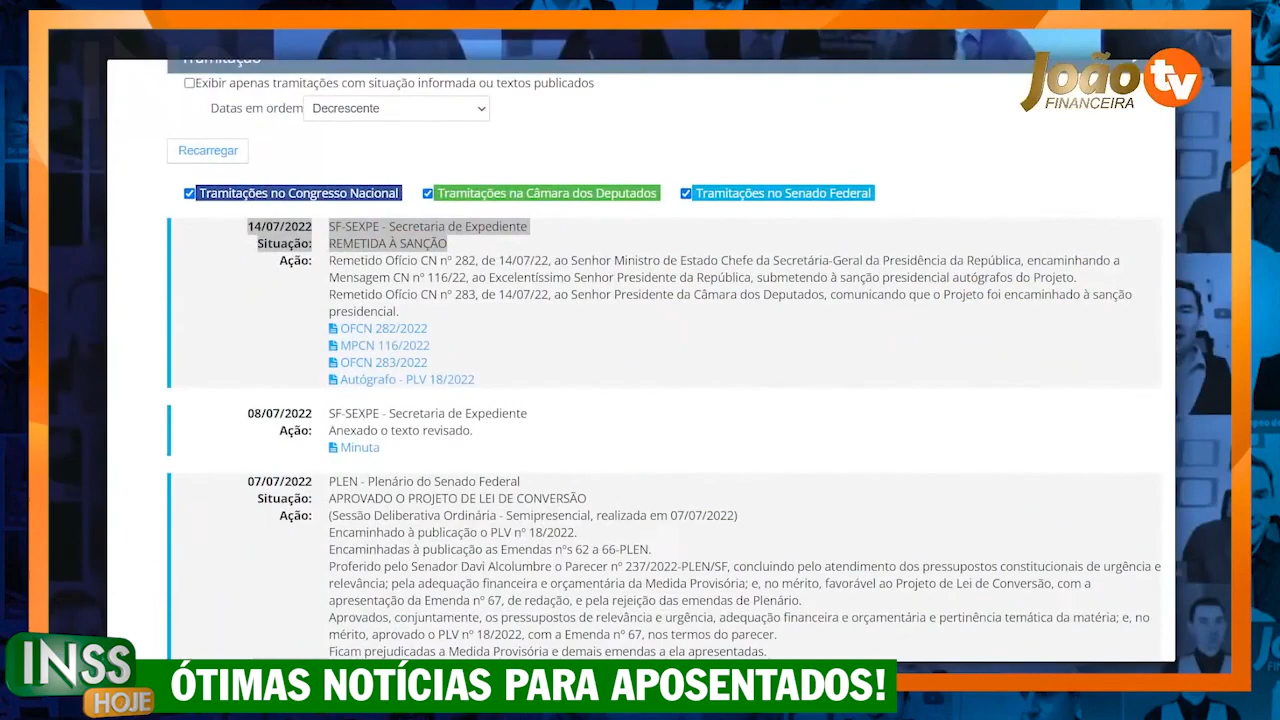 INSS
Tramitação
João tv
FINANCEIRA
Exibir apenas tramitações com situação informada ou textos publicados
Datas em ordem Decrescente
Recarregar
Tramitações no Congresso Nacional Tramitações na Câmara dos Deputados Tramitações no Senado Federal
14/07/2022 SF-SEXPE - Secretaria de Expediente
Situação: REMETIDA À SANÇÃO
Ação: Remetido Ofício CN nº 282, de 14/07/22, ao Senhor Ministro de Estado Chefe da Secretária-Geral da Presidência da República, encaminhando a
Mensagem CN nº 116/22, ao Excelentíssimo Senhor Presidente da República, submetendo à sanção presidencial autógrafos do Projeto.
Remetido Ofício CN nº 283, de 14/07/22, ao Senhor Presidente da Câmara dos Deputados, comunicando que o Projeto foi encaminhado à sanção
presidencial.
OFCN 282/2022
MPCN 116/2022
OFCN 283/2022
Autógrafo - PLV 18/2022
08/07/2022 SF-SEXPE - Secretaria de Expediente
Ação: Anexado o texto revisado.
Minuta
07/07/2022 PLEN - Plenário do Senado Federal
Situação: APROVADO O PROJETO DE LEI DE CONVERSÃO
Ação: (Sessão Deliberativa Ordinária - Semipresencial, realizada em 07/07/2022)
Encaminhado à publicação o PLV nº 18/2022.
Encaminhadas à publicação as Emendas nºs 62 a 66-PLEN.
Proferido pelo Senador Davi Alcolumbre o Parecer nº 237/2022-PLEN/SF, concluindo pelo atendimento dos pressupostos constitucionais de urgência e
relevância; pela adequação financeira e orçamentária da Medida Provisória; e, no mérito, favorável ao Projeto de Lei de Conversão, com a
apresentação da Emenda nº 67, de redação, e pela rejeição das emendas de Plenário.
Aprovados, conjuntamente, os pressupostos de relevância e urgência, adequação financeira e orçamentária e pertinência temática da matéria; e, no
mérito, aprovado o PLV nº 18/2022, com a Emenda nº 67, nos termos do parecer.
Ficam prejudicadas a Medida Provisória e demais emendas a ela apresentadas.
INSS
HOJE
ÓTIMAS NOTÍCIAS PARA APOSENTADOS!